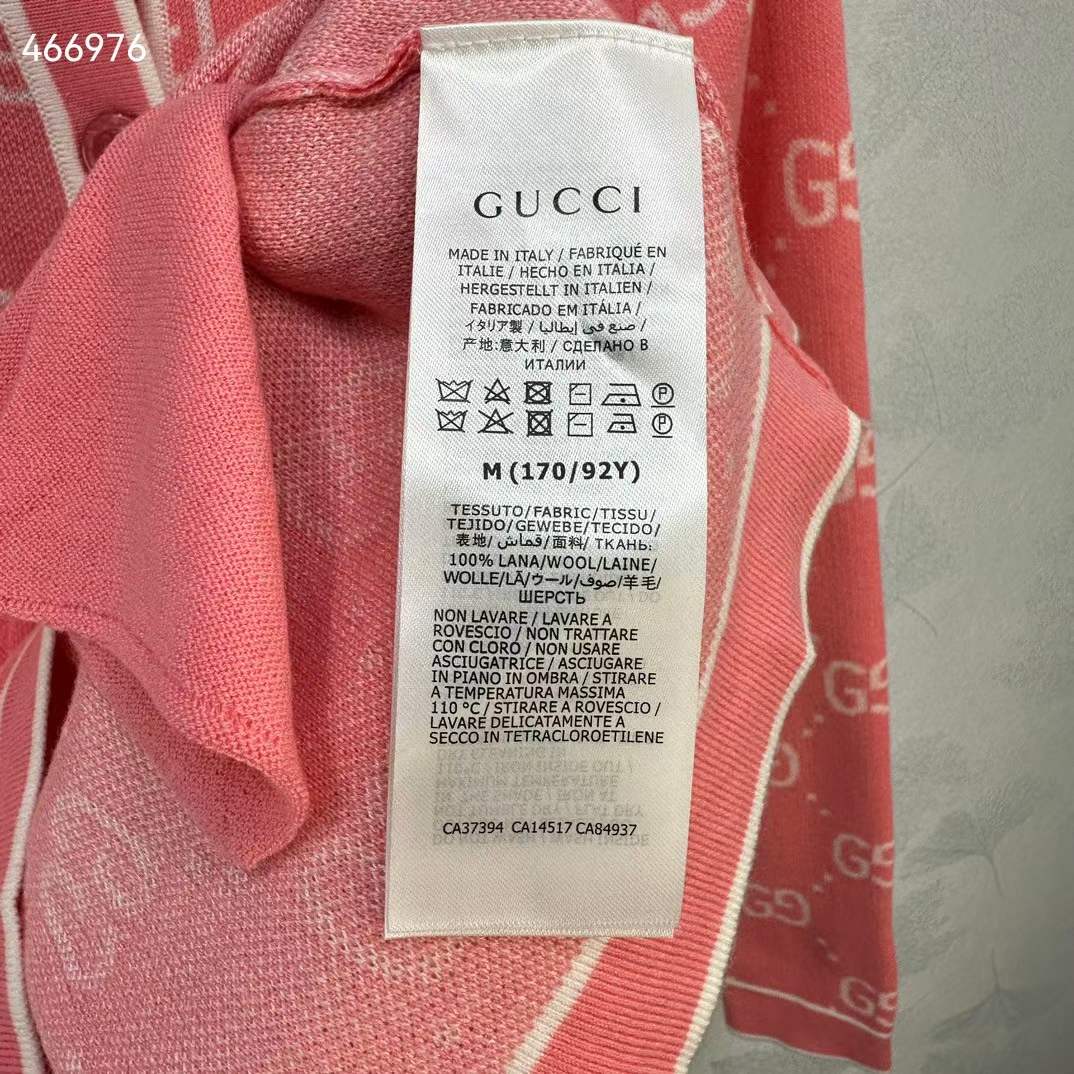 466976
GUCCI
MADE IN ITALY / FABRIQUÉ EN
ITALIE / HECHO EN ITALIA /
HERGESTELLT IN ITALIEN /
FABRICADO EM ITÁLIA /
イタリア製 / صنع في إيطاليا /
产地:意大利 / СДЕЛАНО В
ИТАЛИИ
P
P
M (170/92Y)
TESSUTO/FABRIC/TISSU/
TEJIDO/GEWEBE/TECIDO/
表地/ قماش/面料/ ТКАНЬ:
100% LANA/WOOL/LAINE/
WOLLE/LÃ/ウール/صوف/羊毛/
ШЕРСТЬ
NON LAVARE / LAVARE A
ROVESCIO / NON TRATTARE
CON CLORO / NON USARE
ASCIUGATRICE / ASCIUGARE
IN PIANO IN OMBRA / STIRARE
A TEMPERATURA MASSIMA
110 °C / STIRARE A ROVESCIO /
LAVARE DELICATAMENTE A
SECCO IN TETRACLOROETILENE
CA37394 CA14517 CA84937